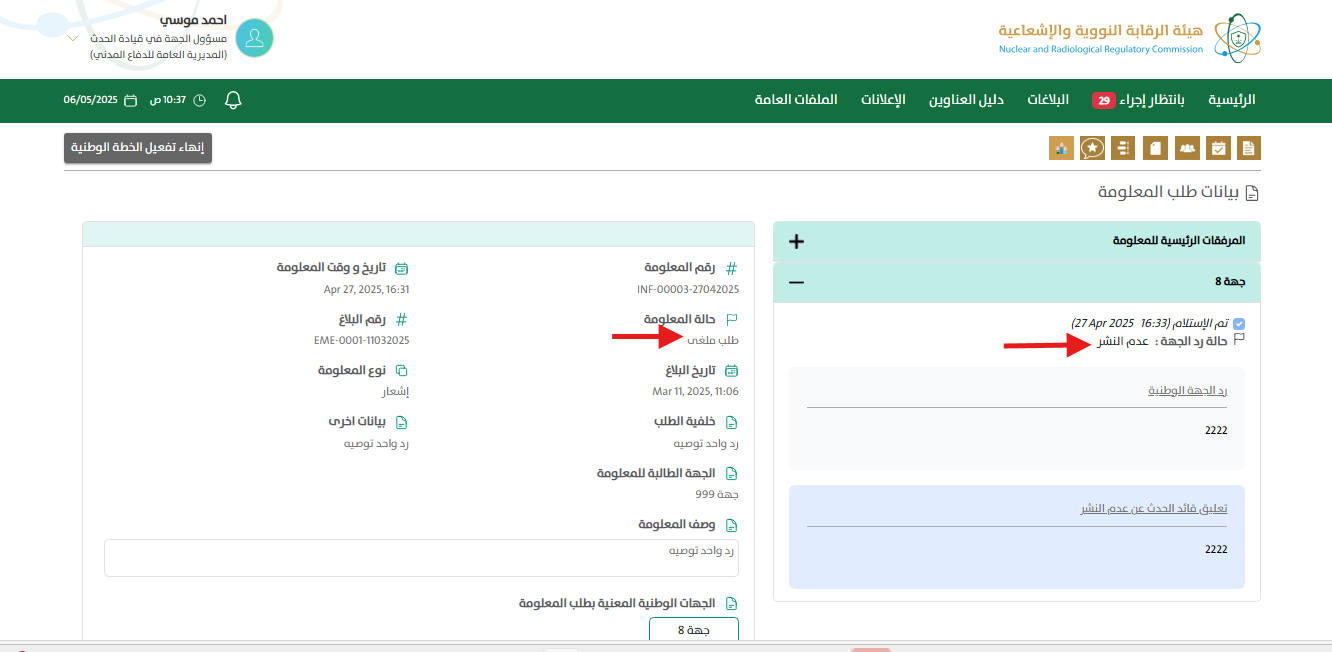 هيئة الرقابة النووية والإشعاعية
Nuclear and Radiological Regulatory Commission
احمد موسي
مسؤول الجهة في قيادة الحدث
(المديرية العامة للدفاع المدني)
الرئيسية
بانتظار إجراء 29
البلاغات
دليل العناوين
الإعلانات
الملفات العامة
10:37 ص
06/05/2025
إنهاء تفعيل الخطة الوطنية
بيانات طلب المعلومة
المرفقات الرئيسية للمعلومة
جهة 8
تم الإستلام (16:33 27 Apr 2025)
حالة رد الجهة : عدم النشر
رد الجهة الوطنية
2222
تعليق قائد الحدث عن عدم النشر
2222
رقم المعلومة
INF-00003-27042025
تاريخ و وقت المعلومة
Apr 27, 2025, 16:31
حالة المعلومة
طلب ملغى
رقم البلاغ
EME-0001-11032025
تاريخ البلاغ
Mar 11, 2025, 11:06
نوع المعلومة
إشعار
خلفية الطلب
رد واحد توصيه
بيانات اخرى
رد واحد توصيه
الجهة الطالبة للمعلومة
جهة 999
وصف المعلومة
رد واحد توصيه
الجهات الوطنية المعنية بطلب المعلومة
جهة 8